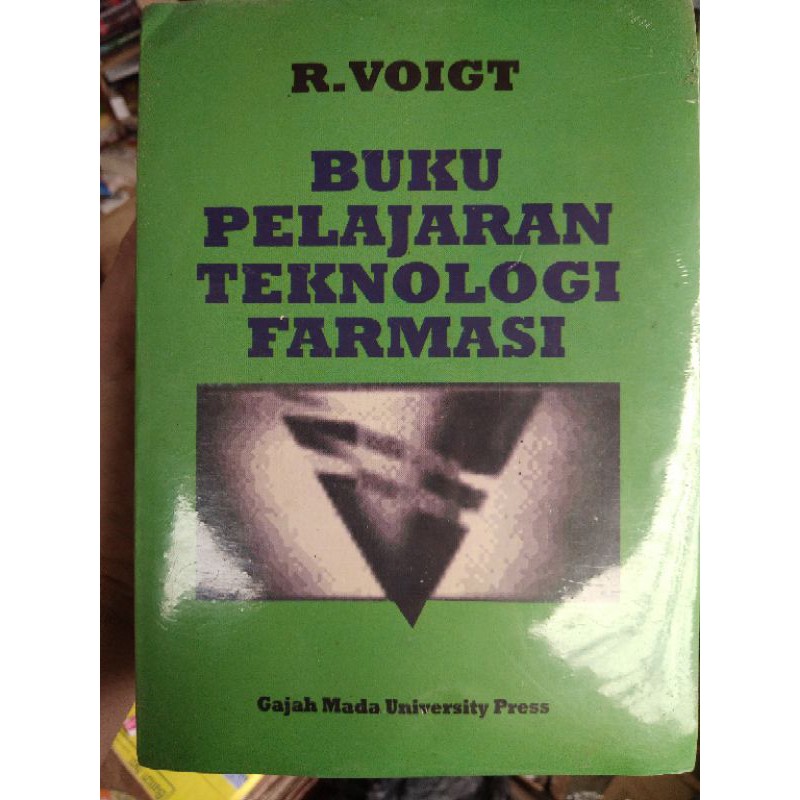 R.VOIGT
BUKU
PELAJARAN
TEKNOLOGI
FARMASI
Gajah Mada University Press